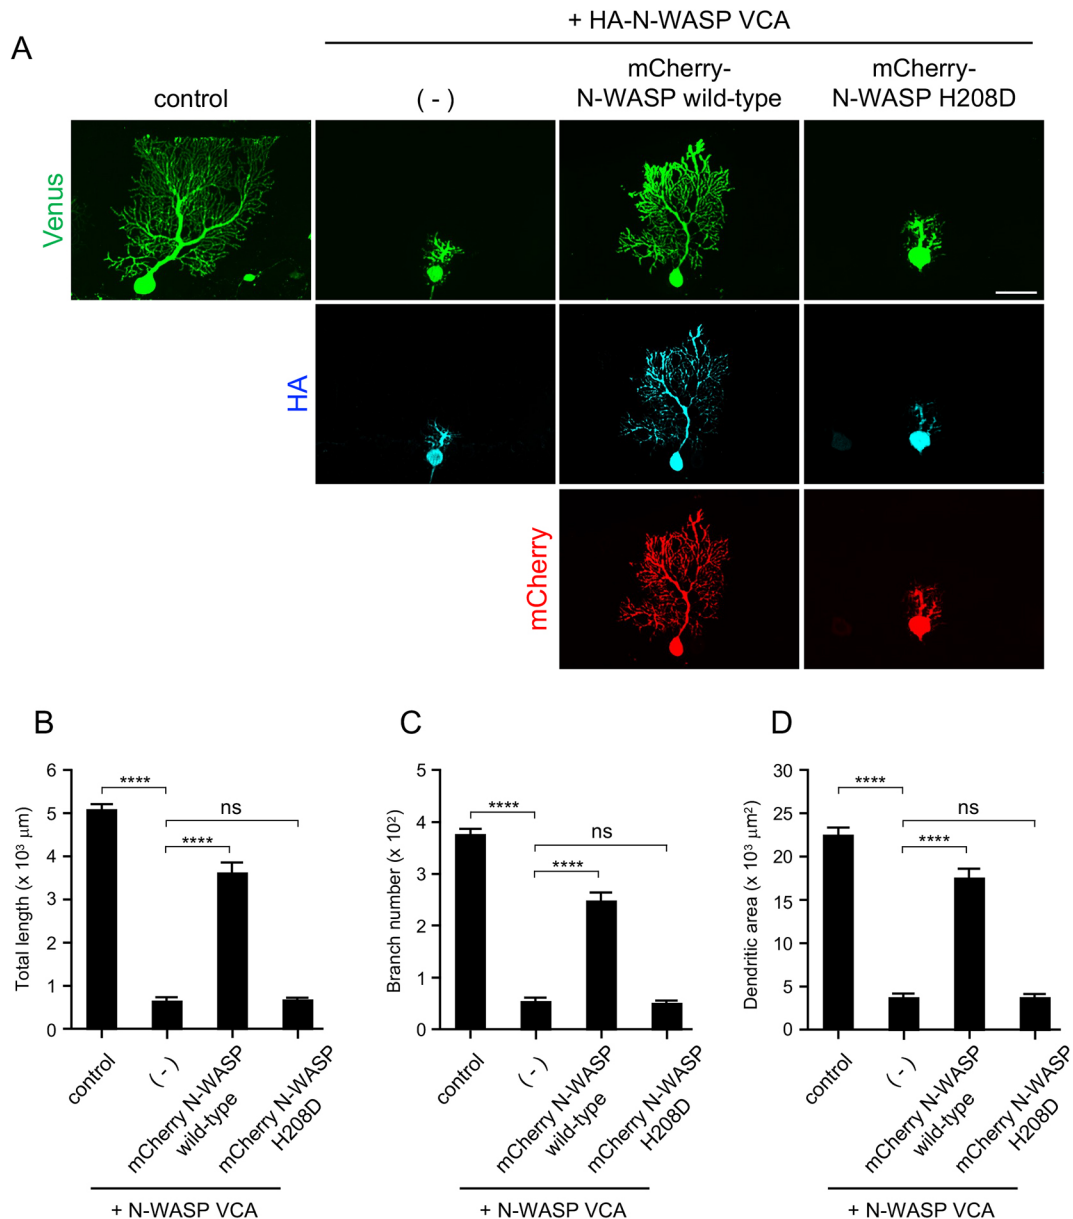 A
+ HA-N-WASP VCA
control
( - )
mCherry-
N-WASP wild-type
mCherry-
N-WASP H208D
Venus
HA
mCherry
B
Total length (x 10³ μm)
6
5
4
3
2
1
0
****
****
ns
control
( - )
mCherry N-WASP
wild-type
mCherry N-WASP
H208D
+ N-WASP VCA
C
Branch number (x 10²)
5
4
3
2
1
0
****
****
ns
control
( - )
mCherry N-WASP
wild-type
mCherry N-WASP
H208D
+ N-WASP VCA
D
Dendritic area (x 10³ μm²)
30
25
20
15
10
5
0
****
****
ns
control
( - )
mCherry N-WASP
wild-type
mCherry N-WASP
H208D
+ N-WASP VCA